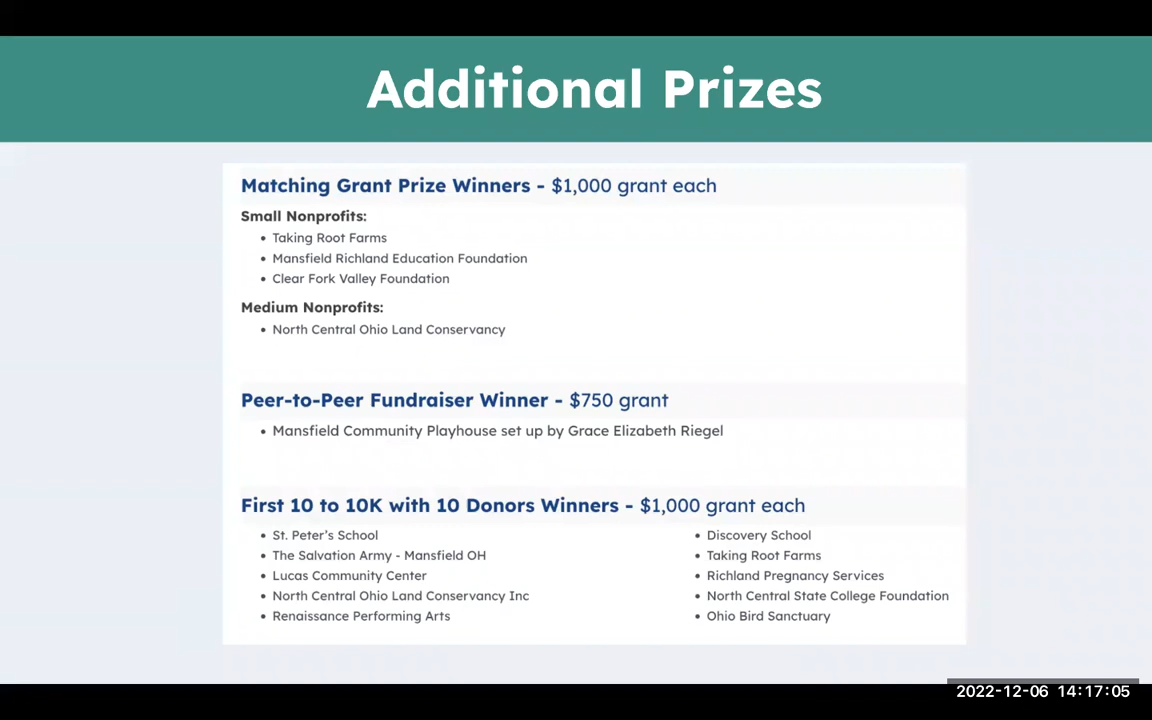 Additional Prizes
Matching Grant Prize Winners - $1,000 grant each
Small Nonprofits:
• Taking Root Farms
• Mansfield Richland Education Foundation
• Clear Fork Valley Foundation
Medium Nonprofits:
• North Central Ohio Land Conservancy
Peer-to-Peer Fundraiser Winner - $750 grant
• Mansfield Community Playhouse set up by Grace Elizabeth Riegel
First 10 to 10K with 10 Donors Winners - $1,000 grant each
• St. Peter's School
• The Salvation Army - Mansfield OH
• Lucas Community Center
• North Central Ohio Land Conservancy Inc
• Renaissance Performing Arts
• Discovery School
• Taking Root Farms
• Richland Pregnancy Services
• North Central State College Foundation
• Ohio Bird Sanctuary
2022-12-06 14:17:05